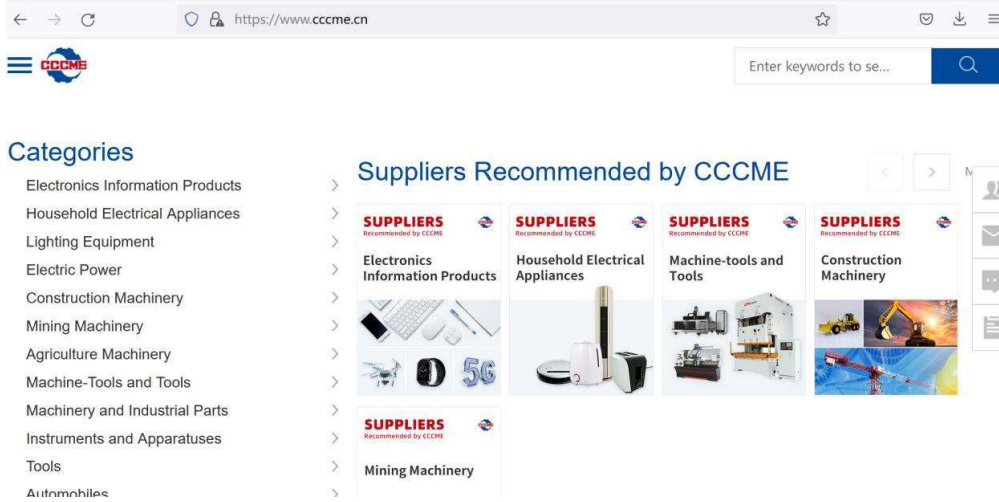 https://www.cccme.cn
CCCME
Enter keywords to se...
Categories
Electronics Information Products
Household Electrical Appliances
Lighting Equipment
Electric Power
Construction Machinery
Mining Machinery
Agriculture Machinery
Machine-Tools and Tools
Machinery and Industrial Parts
Instruments and Apparatuses
Tools
Automobiles
Suppliers Recommended by CCCME
SUPPLIERS
Recommended by CCCME
Electronics
Information Products
5G
SUPPLIERS
Recommended by CCCME
Household Electrical
Appliances
SUPPLIERS
Recommended by CCCME
Machine-tools and
Tools
SUPPLIERS
Recommended by CCCME
Construction
Machinery
SUPPLIERS
Recommended by CCCME
Mining Machinery